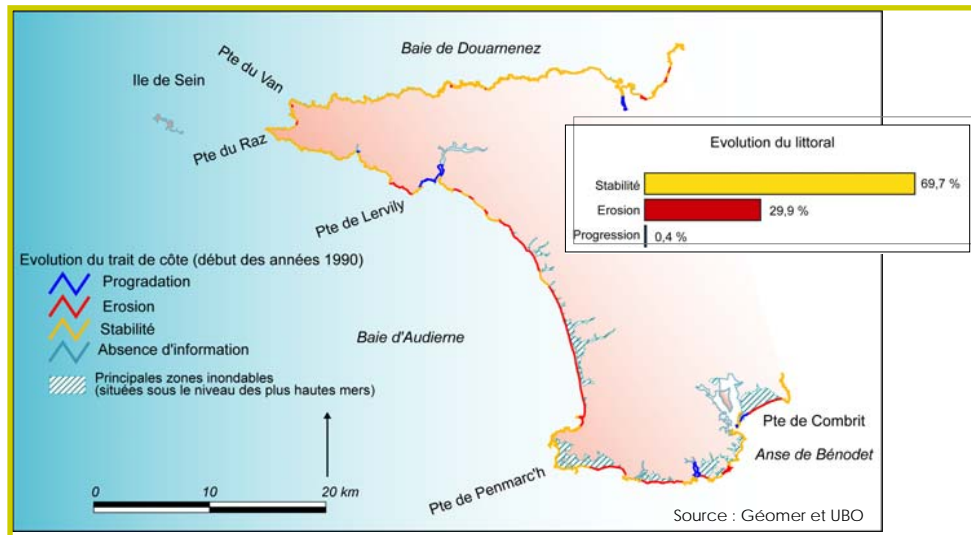 Baie de Douarnenez
Pte du Van
Ile de Sein
Pte du Raz
Evolution du littoral
Stabilité
69,7 %
Erosion
29,9 %
Progression
0,4 %
Pte de Lervily
Evolution du trait de côte (début des années 1990)
Progradation
Erosion
Stabilité
Absence d'information
Principales zones inondables
(situées sous le niveau des plus hautes mers)
Baie d'Audierne
Pte de Combrit
Anse de Bénodet
Pte de Penmarc'h
0
10
20 km
Source : Géomer et UBO